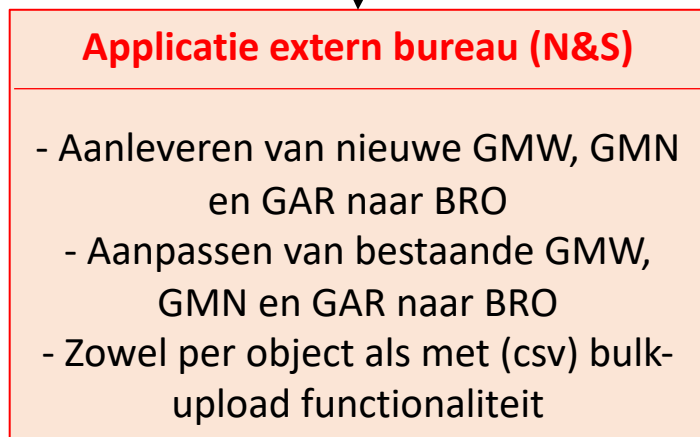 Applicatie extern bureau (N&S)
- Aanleveren van nieuwe GMW, GMN
en GAR naar BRO
- Aanpassen van bestaande GMW,
GMN en GAR naar BRO
- Zowel per object als met (csv) bulk-
upload functionaliteit